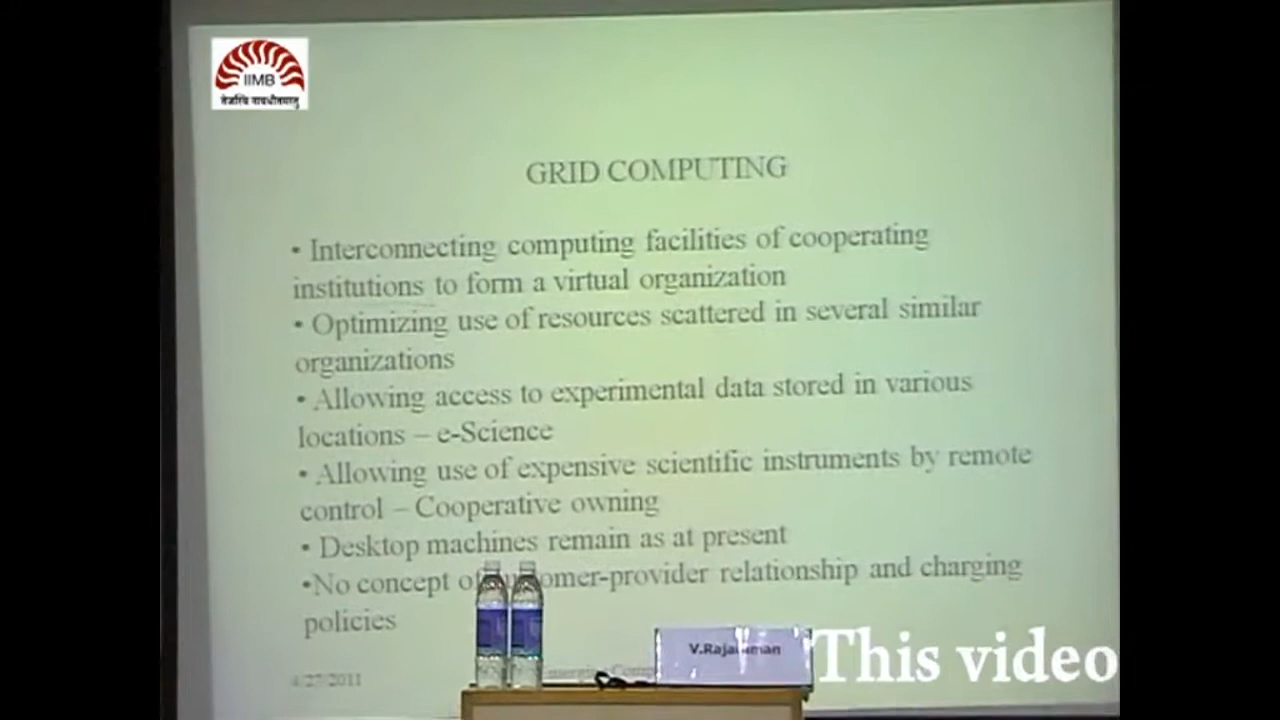 IIMB
तेजस्वि नावधीतमस्तु
GRID COMPUTING
• Interconnecting computing facilities of cooperating
institutions to form a virtual organization
• Optimizing use of resources scattered in several similar
organizations
• Allowing access to experimental data stored in various
locations – e-Science
• Allowing use of expensive scientific instruments by remote
control – Cooperative owning
• Desktop machines remain as at present
•No concept of customer-provider relationship and charging
policies
V.Rajaraman
This video
4/27/2011